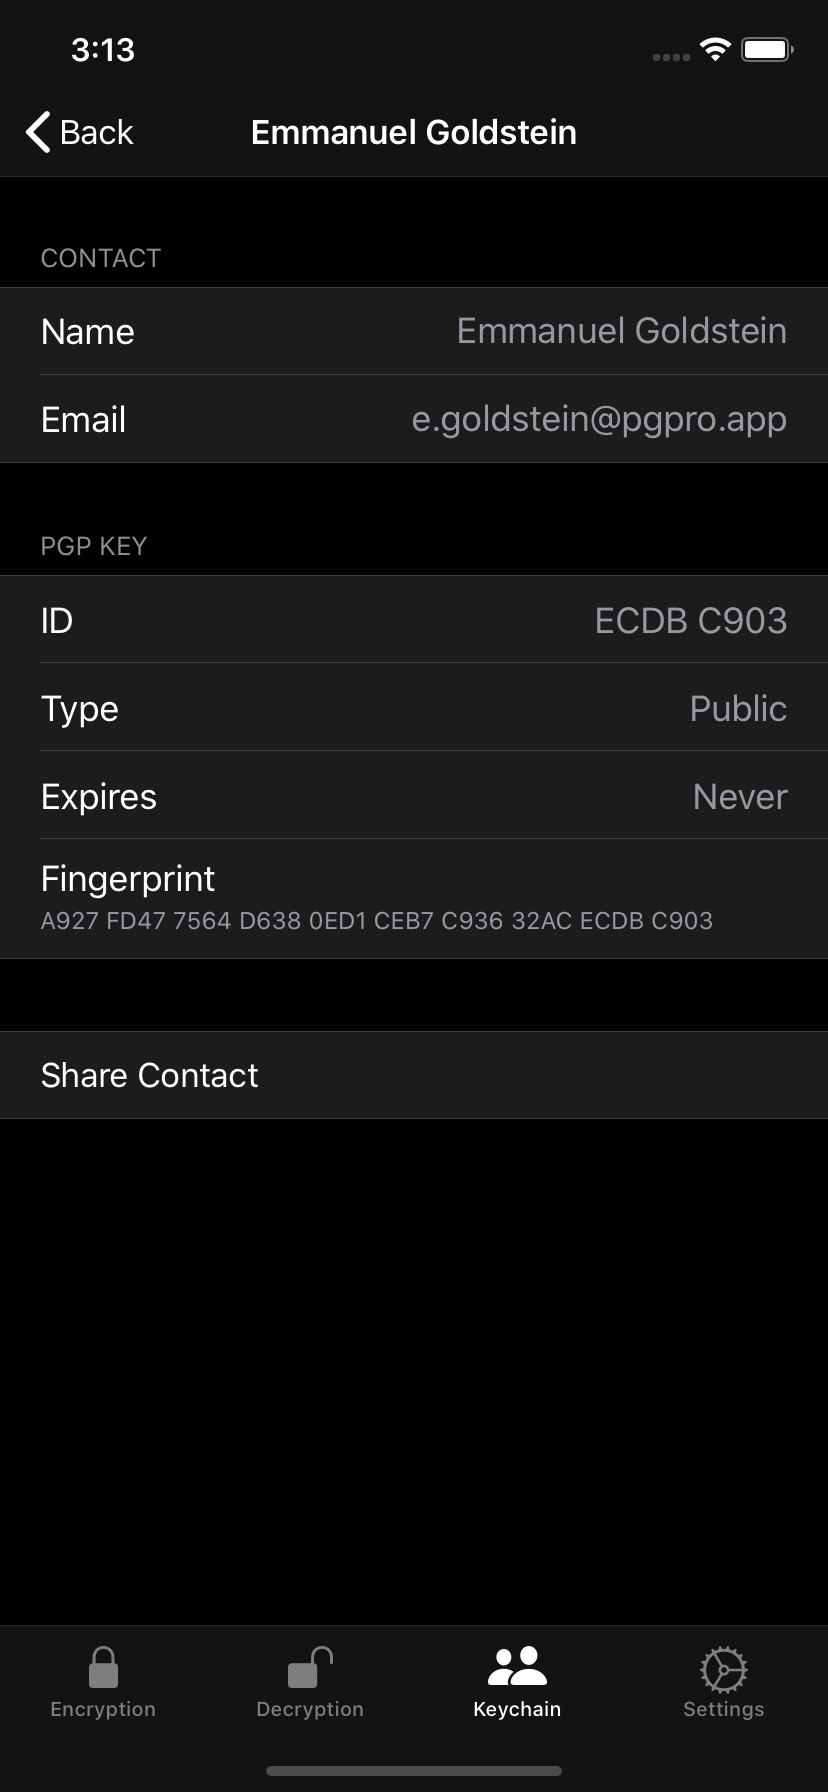 3:13
Back
Emmanuel Goldstein
CONTACT
Name Emmanuel Goldstein
Email e.goldstein@pgpro.app
PGP KEY
ID ECDB C903
Type Public
Expires Never
Fingerprint
A927 FD47 7564 D638 0ED1 CEB7 C936 32AC ECDB C903
Share Contact
Encryption Decryption Keychain Settings